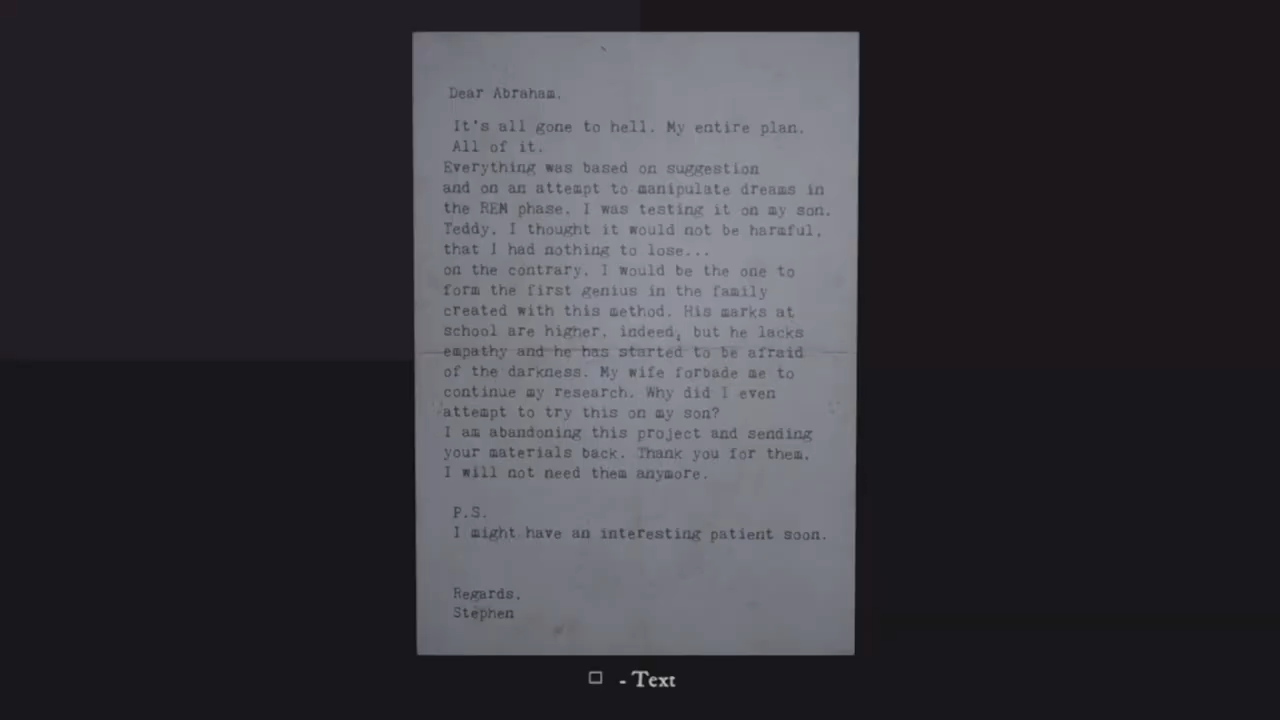 Dear Abraham.
It's all gone to hell. My entire plan.
All of it.
Everything was based on suggestion
and on an attempt to manipulate dreams in
the REM phase. I was testing it on my son.
Teddy. I thought it would not be harmful,
that I had nothing to lose...
on the contrary. I would be the one to
form the first genius in the family
created with this method. His marks at
school are higher. indeed, but he lacks
empathy and he has started to be afraid
of the darkness. My wife forbade me to
continue my research. Why did I even
attempt to try this on my son?
I am abandoning this project and sending
your materials back. Thank you for them.
I will not need them anymore.
P.S.
I might have an interesting patient soon.
Regards.
Stephen
□ - Text